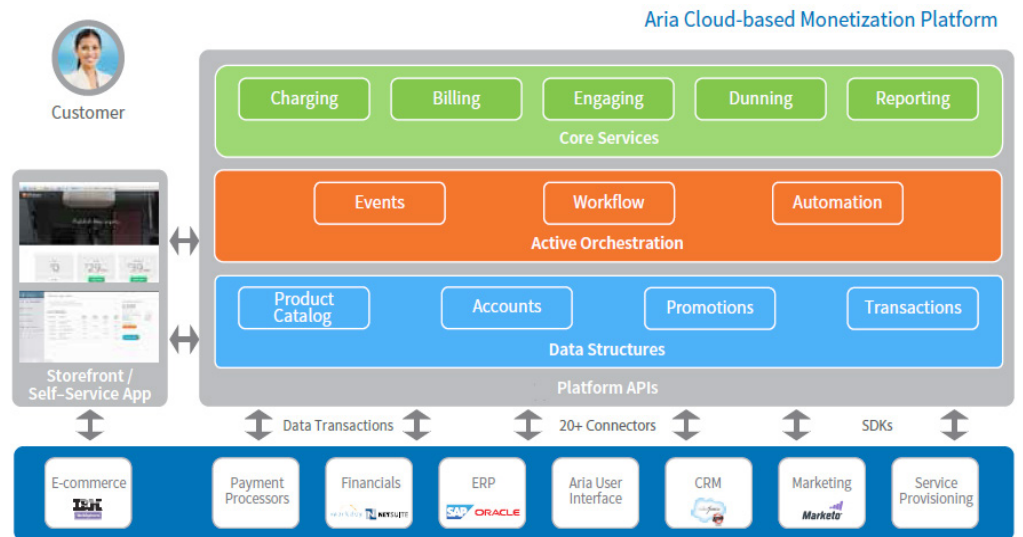 Aria Cloud-based Monetization Platform
Customer
Charging
Billing
Engaging
Dunning
Reporting
Core Services
Events
Workflow
Automation
Active Orchestration
Product
Catalog
Accounts
Promotions
Transactions
Data Structures
Storefront /
Self–Service App
Platform APIs
Data Transactions
20+ Connectors
SDKs
E-commerce
IBM
Payment
Processors
Financials
NETSUITE
ERP
SAP
ORACLE
Aria User
Interface
CRM
Marketing
Marketo
Service
Provisioning